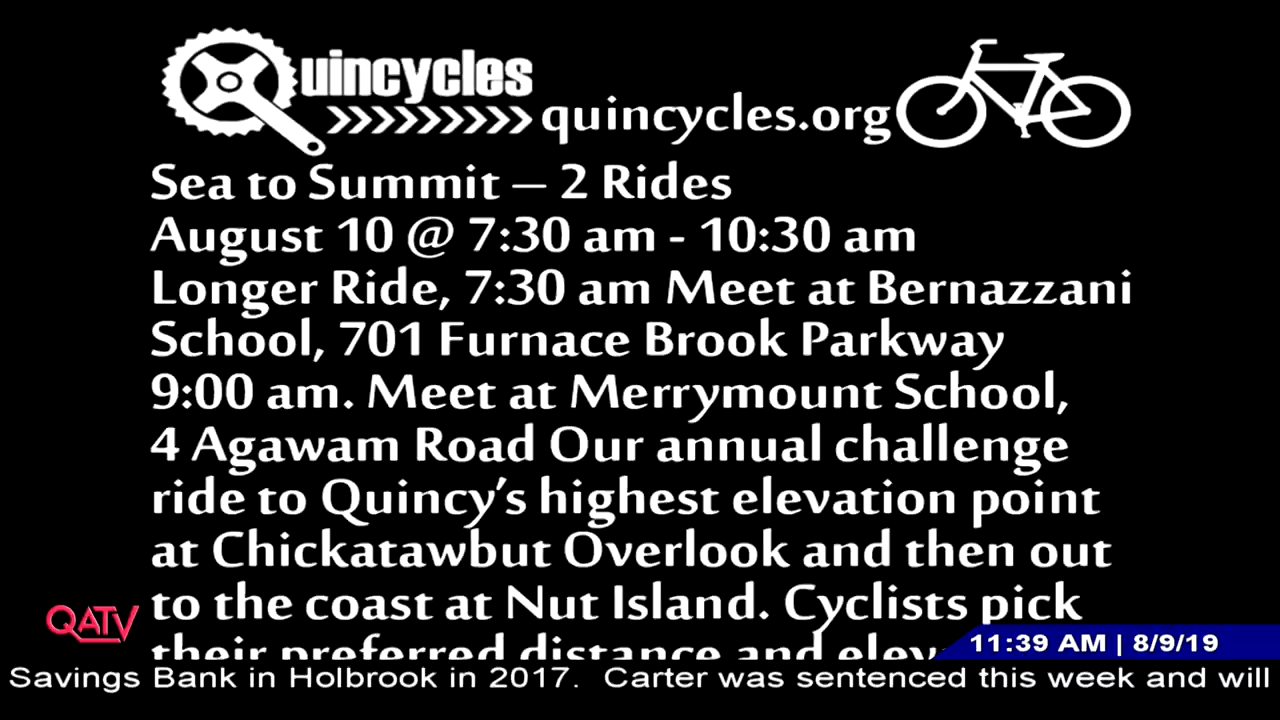 Quincycles
quincycles.org
Sea to Summit – 2 Rides
August 10 @ 7:30 am - 10:30 am
Longer Ride, 7:30 am Meet at Bernazzani
School, 701 Furnace Brook Parkway
9:00 am. Meet at Merrymount School,
4 Agawam Road Our annual challenge
ride to Quincy’s highest elevation point
at Chickatawbut Overlook and then out
to the coast at Nut Island. Cyclists pick
their preferred distance and
QATV
11:39 AM | 8/9/19
Savings Bank in Holbrook in 2017.  Carter was sentenced this week and will